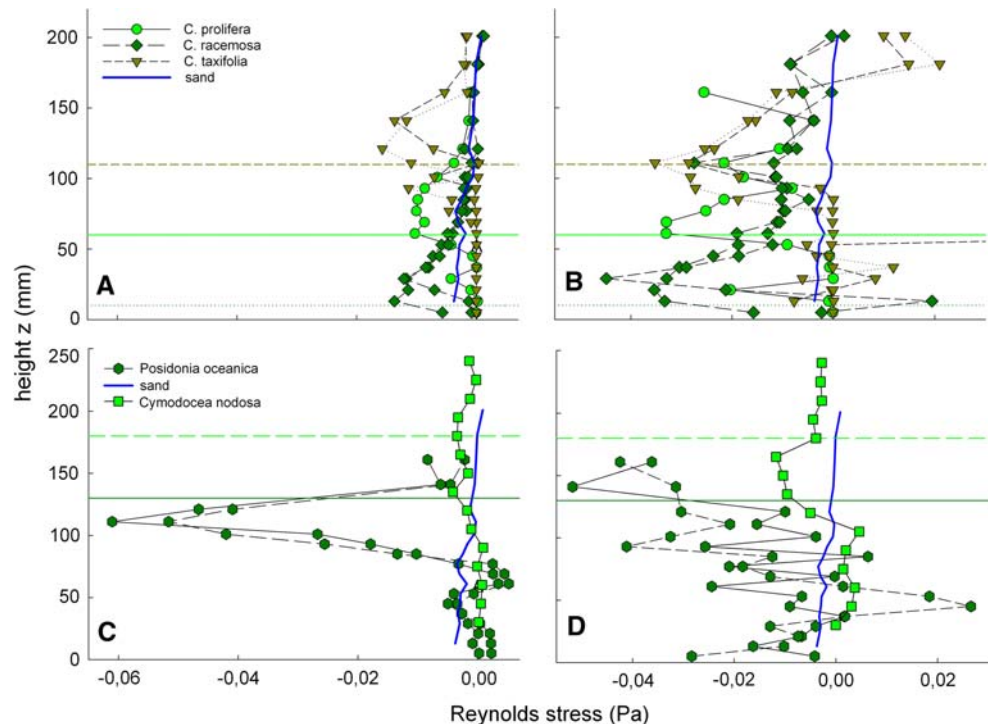 200
150
100
50
0
A
C. prolifera
C. racemosa
C. taxifolia
sand
B
height z (mm)
250
200
150
100
50
0
C
Posidonia oceanica
sand
Cymodocea nodosa
D
-0,06 -0,04 -0,02 0,00
-0,04 -0,02 0,00 0,02
Reynolds stress (Pa)